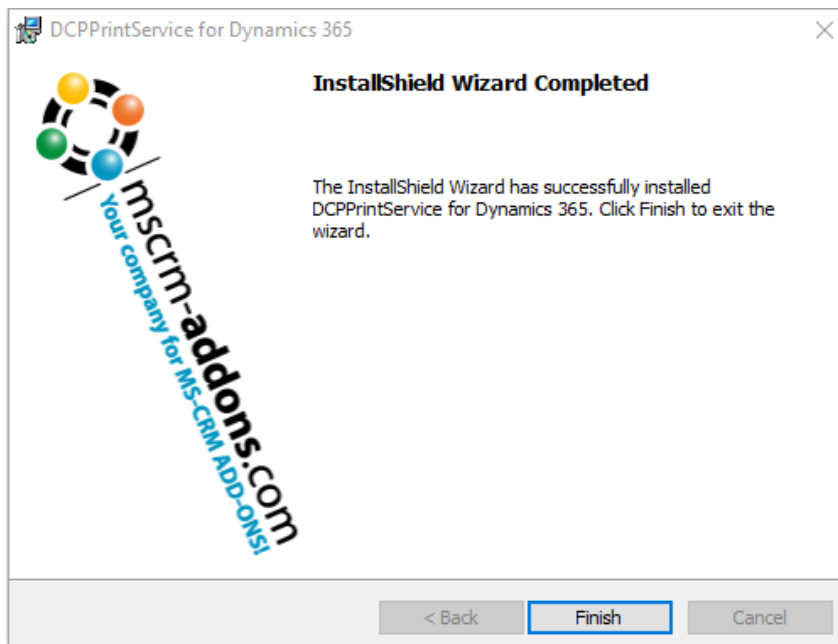 DCPPrintService for Dynamics 365
InstallShield Wizard Completed
The InstallShield Wizard has successfully installed
DCPPrintService for Dynamics 365. Click Finish to exit the
wizard.
mscrm-addons.com
Your company for MS-CRM ADD-ONS!
< Back
Finish
Cancel